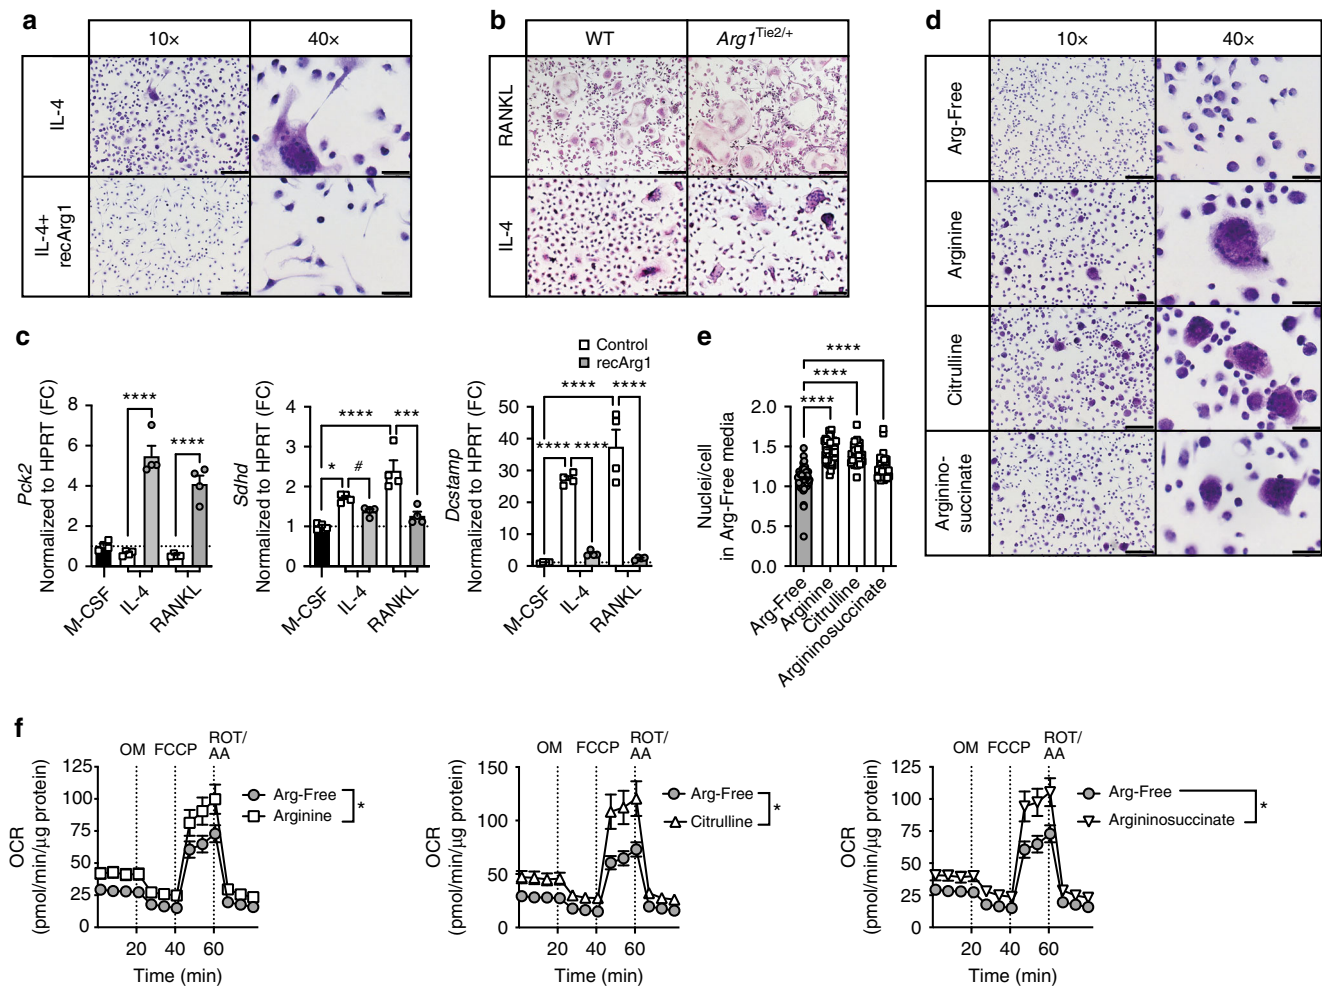 a
10×
40×
IL-4
IL-4+
recArg1
b
WT
Arg1Tie2/+
RANKL
IL-4
c
Control
recArg1
Pck2
Normalized to HPRT (FC)
8
6
4
2
0
****
****
M-CSF
IL-4
RANKL
Sdhd
Normalized to HPRT (FC)
4
3
2
1
0
****
***
*
#
M-CSF
IL-4
RANKL
Dcstamp
Normalized to HPRT (FC)
50
40
30
20
10
0
****
****
****
****
M-CSF
IL-4
RANKL
d
10×
40×
Arg-Free
Arginine
Citrulline
Arginino-
succinate
e
Nuclei/cell
in Arg-Free media
2.0
1.5
1.0
0.5
0.0
****
****
****
Arg-Free
Arginine
Citrulline
Argininosuccinate
f
OM
FCCP
ROT/
AA
125
100
75
50
25
0
OCR
(pmol/min/µg protein)
Arg-Free
Arginine
*
20
40
60
Time (min)
OM
FCCP
ROT/
AA
150
100
50
0
OCR
(pmol/min/µg protein)
Arg-Free
Citrulline
*
20
40
60
Time (min)
OM
FCCP
ROT/
AA
125
100
75
50
25
0
OCR
(pmol/min/µg protein)
Arg-Free
Argininosuccinate
*
20
40
60
Time (min)